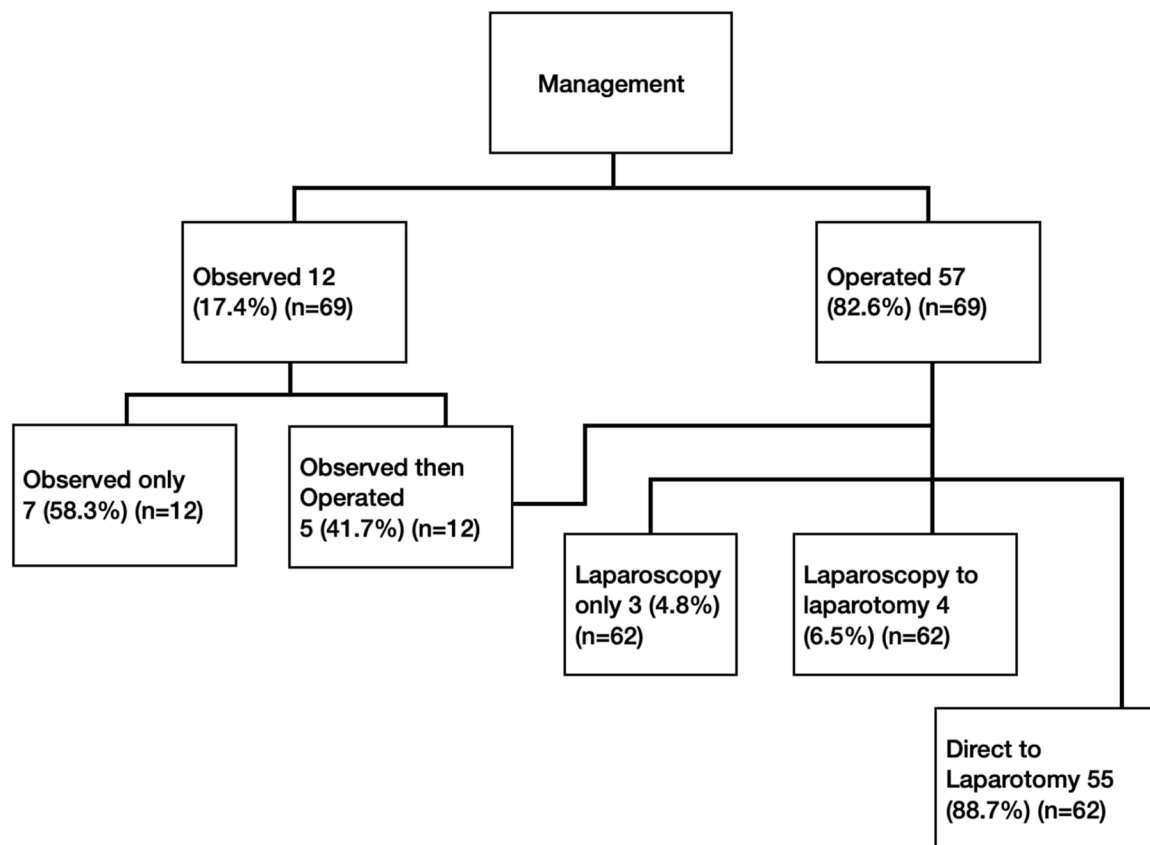 Management
Observed 12
(17.4%) (n=69)
Operated 57
(82.6%) (n=69)
Observed only
7 (58.3%) (n=12)
Observed then
Operated
5 (41.7%) (n=12)
Laparoscopy
only 3 (4.8%)
(n=62)
Laparoscopy to
laparotomy 4
(6.5%) (n=62)
Direct to
Laparotomy 55
(88.7%) (n=62)